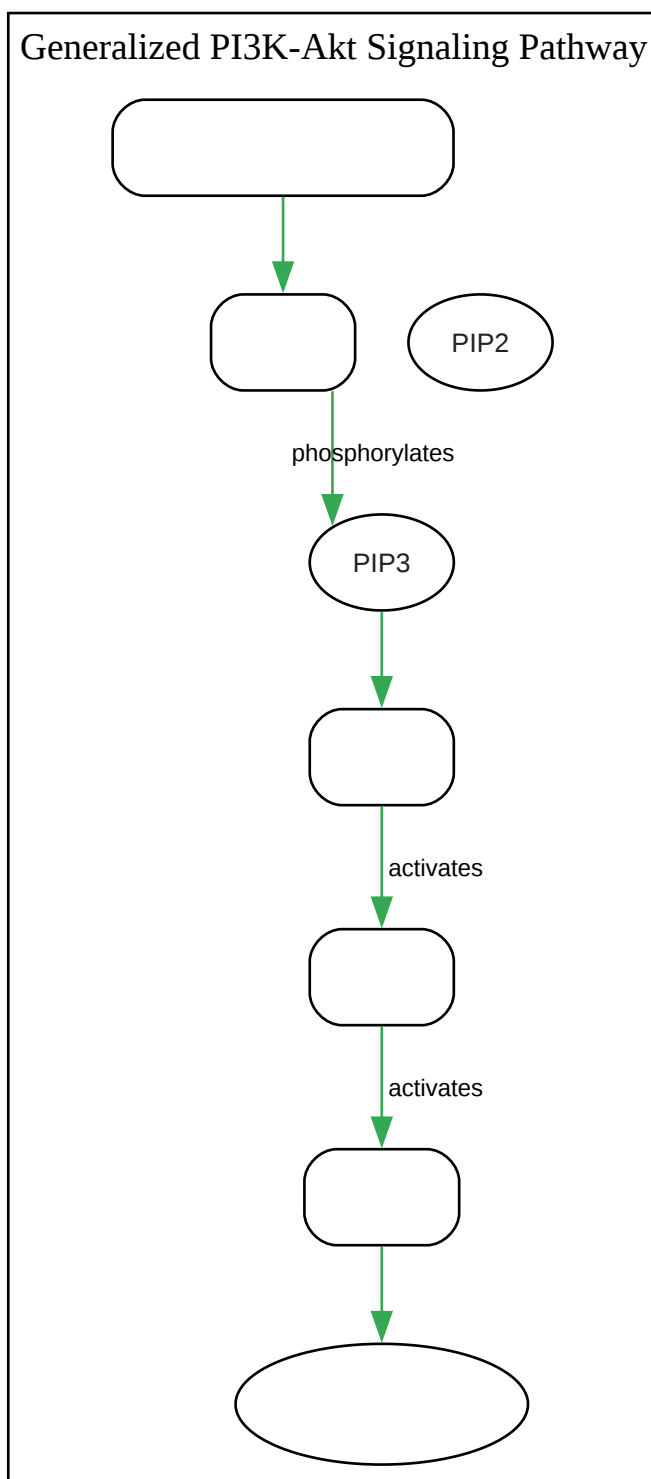 Generalized PI3K-Akt Signaling Pathway
PIP2
phosphorylates
PIP3
activates
activates